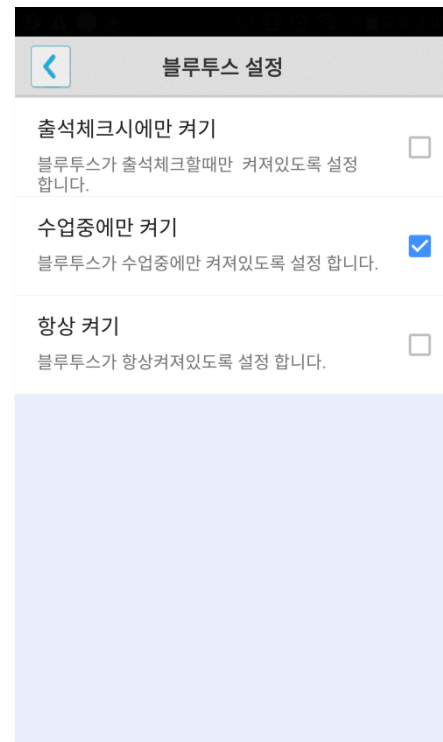 블루투스 설정
출석체크시에만 켜기
블루투스가 출석체크할때만  켜져있도록 설정
합니다.
수업중에만 켜기
블루투스가 수업중에만 켜져있도록 설정 합니다.
항상 켜기
블루투스가 항상켜져있도록 설정 합니다.